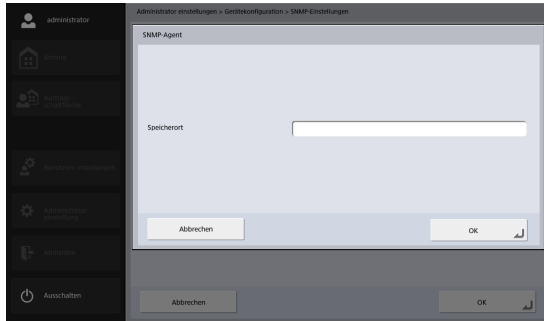 administrator
Administrator einstellungen > Gerätekonfiguration > SNMP-Einstellungen
SNMP-Agent
Speicherort
Abbrechen
OK
Ausschalten
Abbrechen
OK